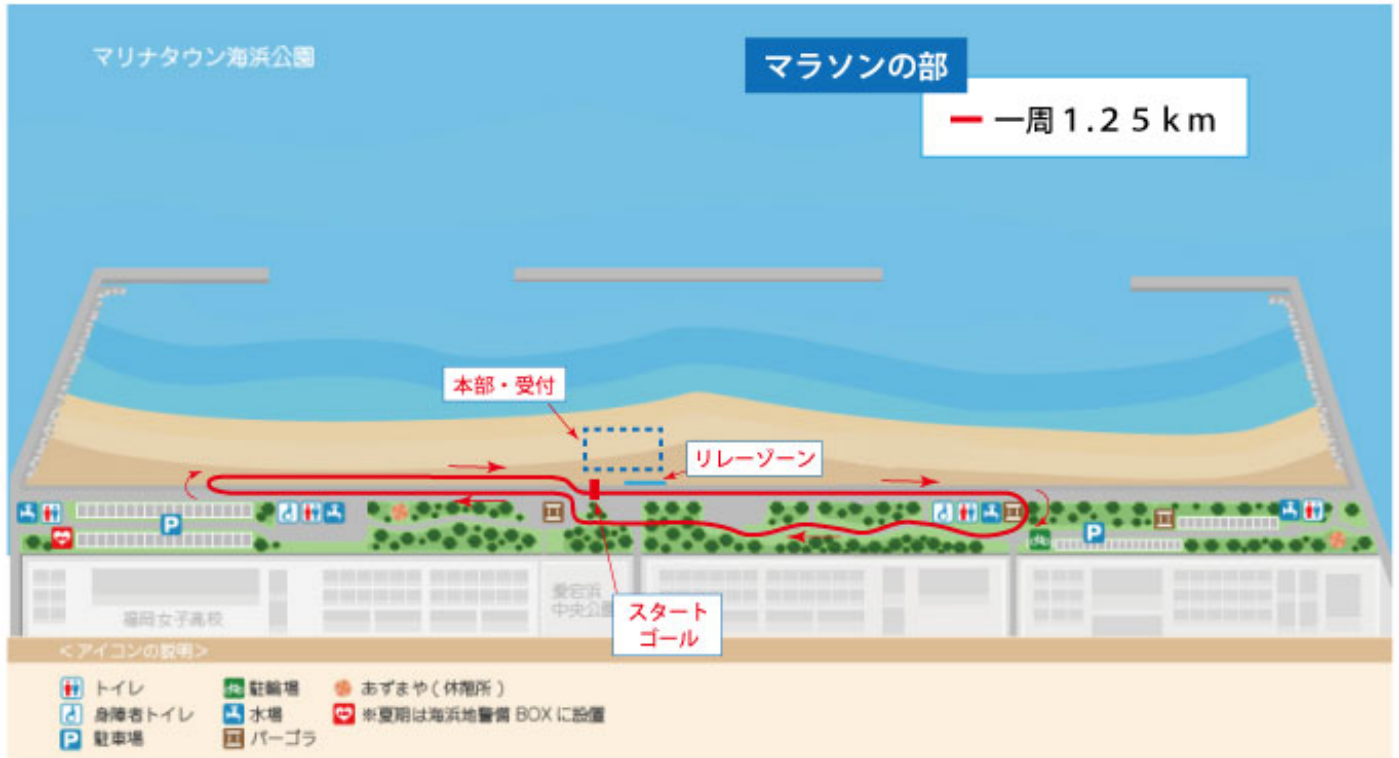 マリナタウン海浜公園
マラソンの部
一周1.25km
本部・受付
リレーゾーン
P
P
福岡女子高校
愛宕浜
中央公園
スタート
ゴール
<アイコンの説明>
トイレ
駐輪場
あずまや(休憩所)
身障者トイレ
水場
※夏期は海浜地警備BOXに設置
P 駐車場
パーゴラ